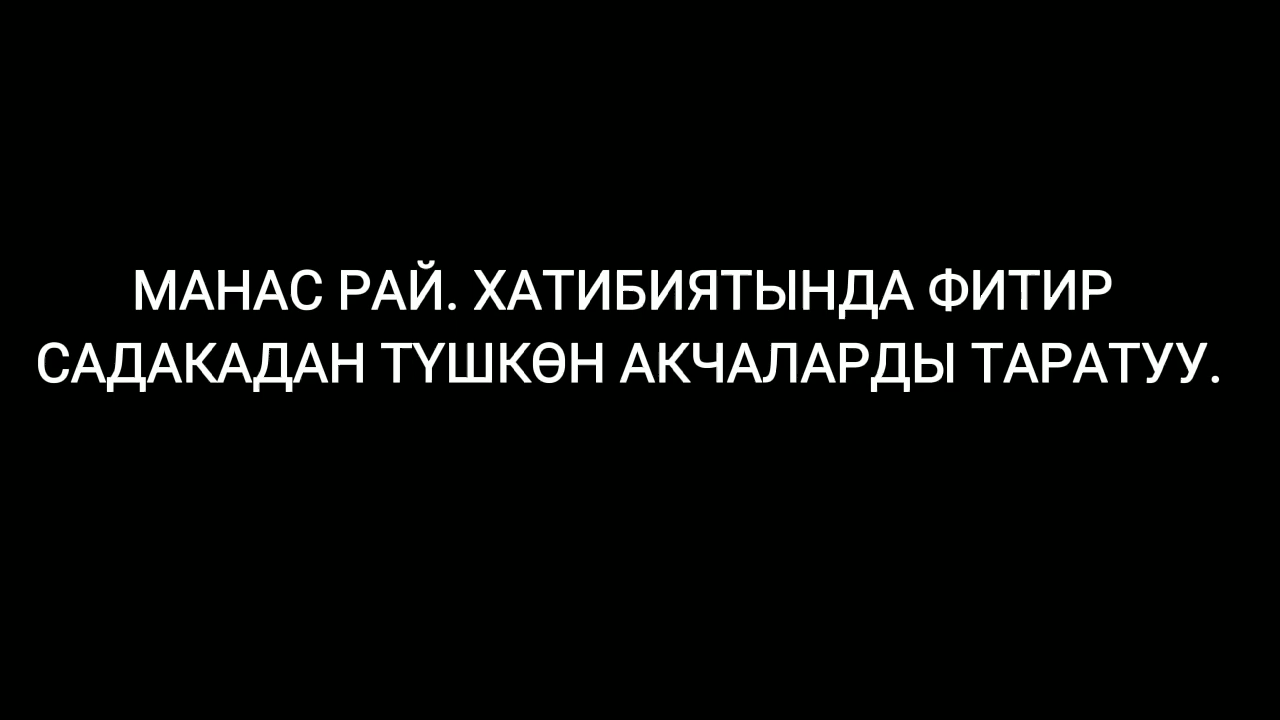 МАНАС РАЙ. ХАТИБИЯТЫНДА ФИТИР
САДАКАДАН ТҮШКӨН АКЧАЛАРДЫ ТАРАТУУ.